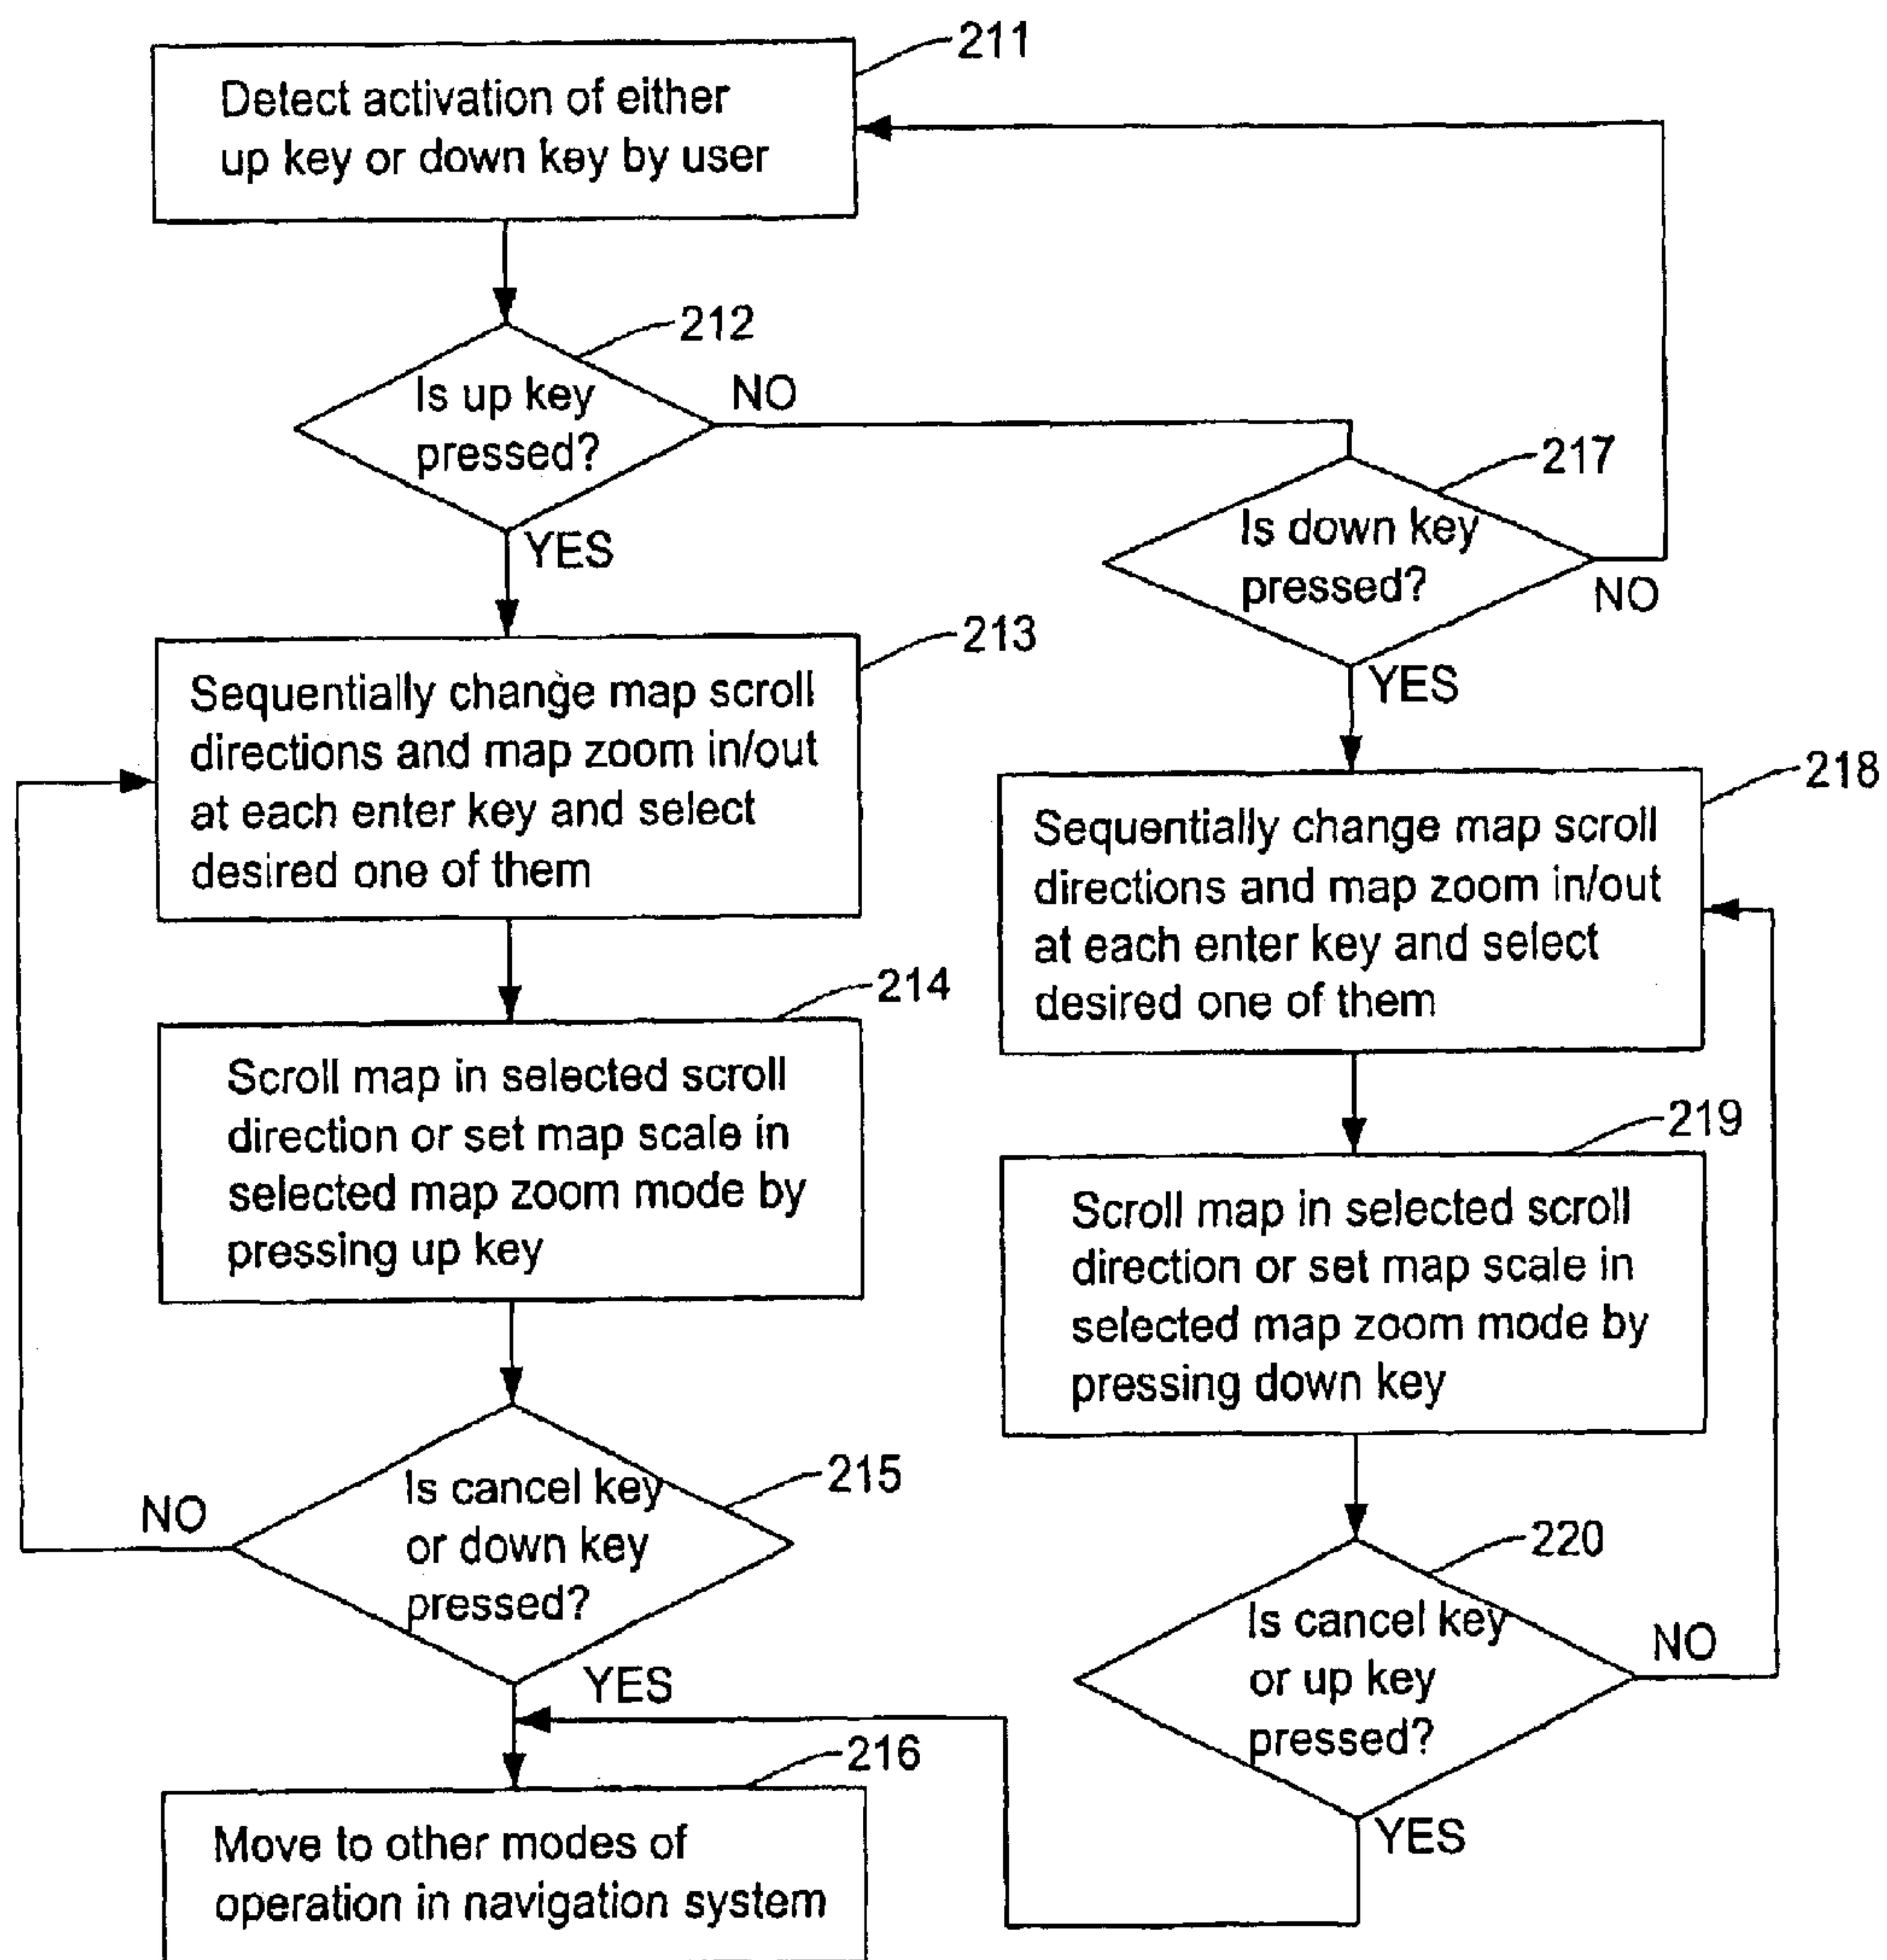 211
Detect activation of either
up key or down key by user
212
Is up key
pressed?
NO
YES
217
Is down key
pressed?
NO
YES
213
Sequentially change map scroll
directions and map zoom in/out
at each enter key and select
desired one of them
218
Sequentially change map scroll
directions and map zoom in/out
at each enter key and select
desired one of them
214
Scroll map in selected scroll
direction or set map scale in
selected map zoom mode by
pressing up key
219
Scroll map in selected scroll
direction or set map scale in
selected map zoom mode by
pressing down key
215
Is cancel key
or down key
pressed?
NO
YES
220
Is cancel key
or up key
pressed?
NO
YES
216
Move to other modes of
operation in navigation system